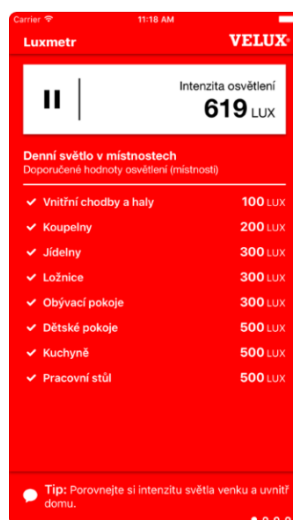 Carrier 11:18 AM
Luxmetr VELUX®
Intenzita osvětlení
619 LUX
Denní světlo v místnostech
Doporučené hodnoty osvětlení (místnosti)
Vnitřní chodby a haly 100 LUX
Koupelny 200 LUX
Jídelny 300 LUX
Ložnice 300 LUX
Obývací pokoje 300 LUX
Dětské pokoje 500 LUX
Kuchyně 500 LUX
Pracovní stůl 500 LUX
Tip: Porovnejte si intenzitu světla venku a uvnitř
domu.